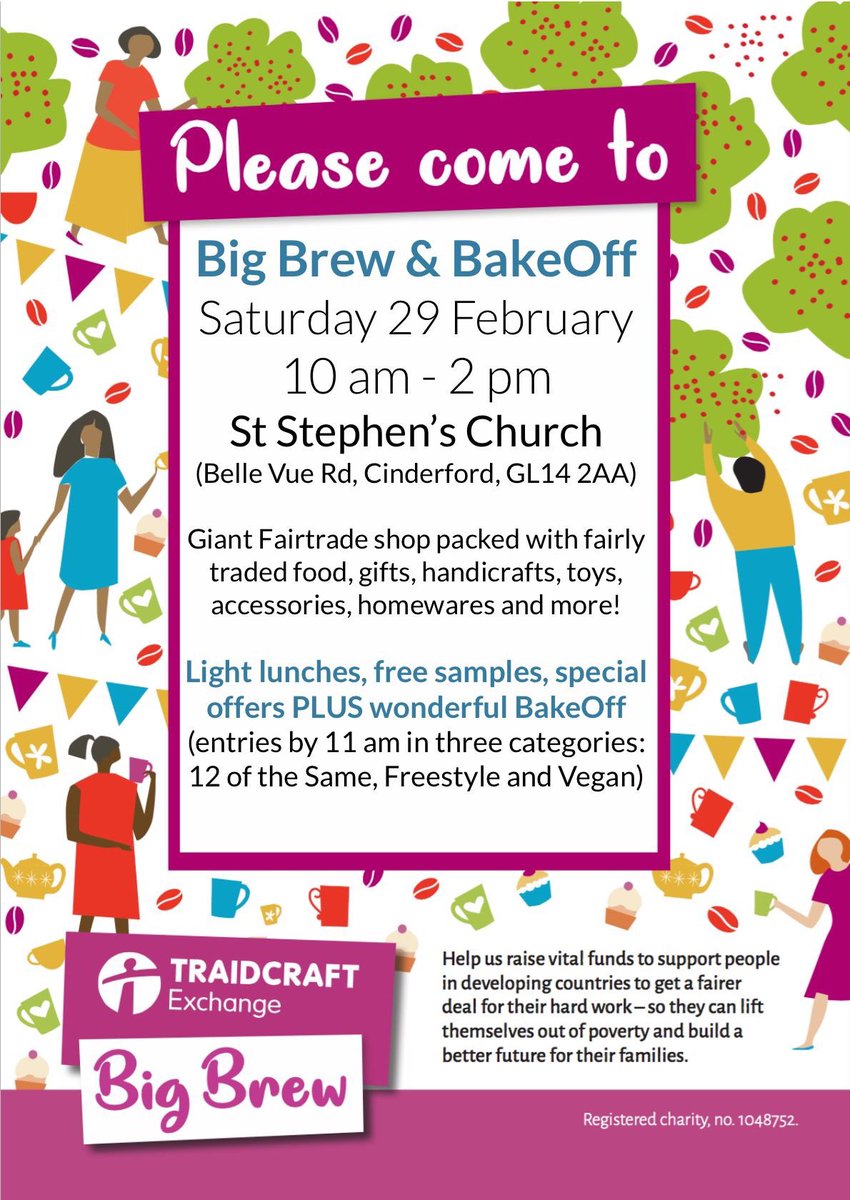 Please come to
Big Brew & BakeOff
Saturday 29 February
10 am - 2 pm
St Stephen's Church
(Belle Vue Rd, Cinderford, GL14 2AA)
Giant Fairtrade shop packed with fairly
traded food, gifts, handicrafts, toys,
accessories, homewares and more!
Light lunches, free samples, special
offers PLUS wonderful BakeOff
(entries by 11 am in three categories:
12 of the Same, Freestyle and Vegan)
TRAIDCRAFT
Exchange
Big Brew
Help us raise vital funds to support people
in developing countries to get a fairer
deal for their hard work – so they can lift
themselves out of poverty and build a
better future for their families.
Registered charity, no. 1048752.